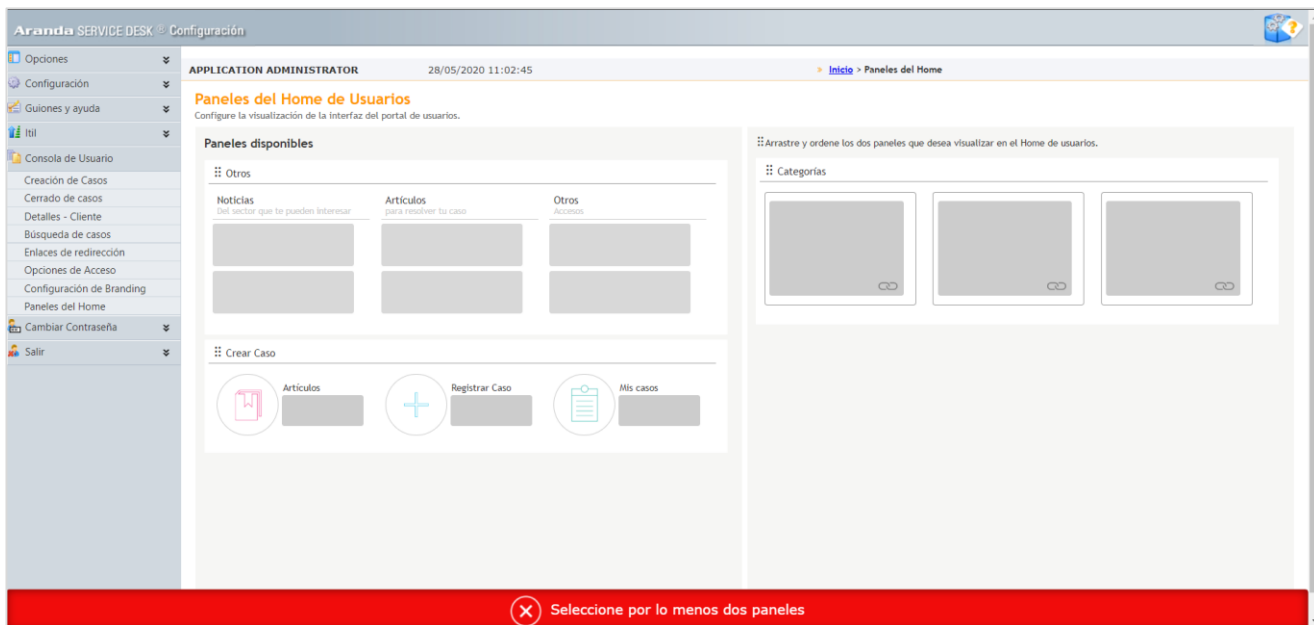 Aranda SERVICE DESK ® Configuración
Opciones
Configuración
Guiones y ayuda
Itil
Consola de Usuario
Creación de Casos
Cerrado de casos
Detalles - Cliente
Búsqueda de casos
Enlaces de redirección
Opciones de Acceso
Configuración de Branding
Paneles del Home
Cambiar Contraseña
Salir
APPLICATION ADMINISTRATOR 28/05/2020 11:02:45 » Inicio > Paneles del Home
Paneles del Home de Usuarios
Configure la visualización de la interfaz del portal de usuarios.
Paneles disponibles
Otros
Noticias
Del sector que te pueden interesar
Artículos
para resolver tu caso
Otros
Accesos
Crear Caso
Artículos
Registrar Caso
Mis casos
Arrastre y ordene los dos paneles que desea visualizar en el Home de usuarios.
Categorías
Seleccione por lo menos dos paneles